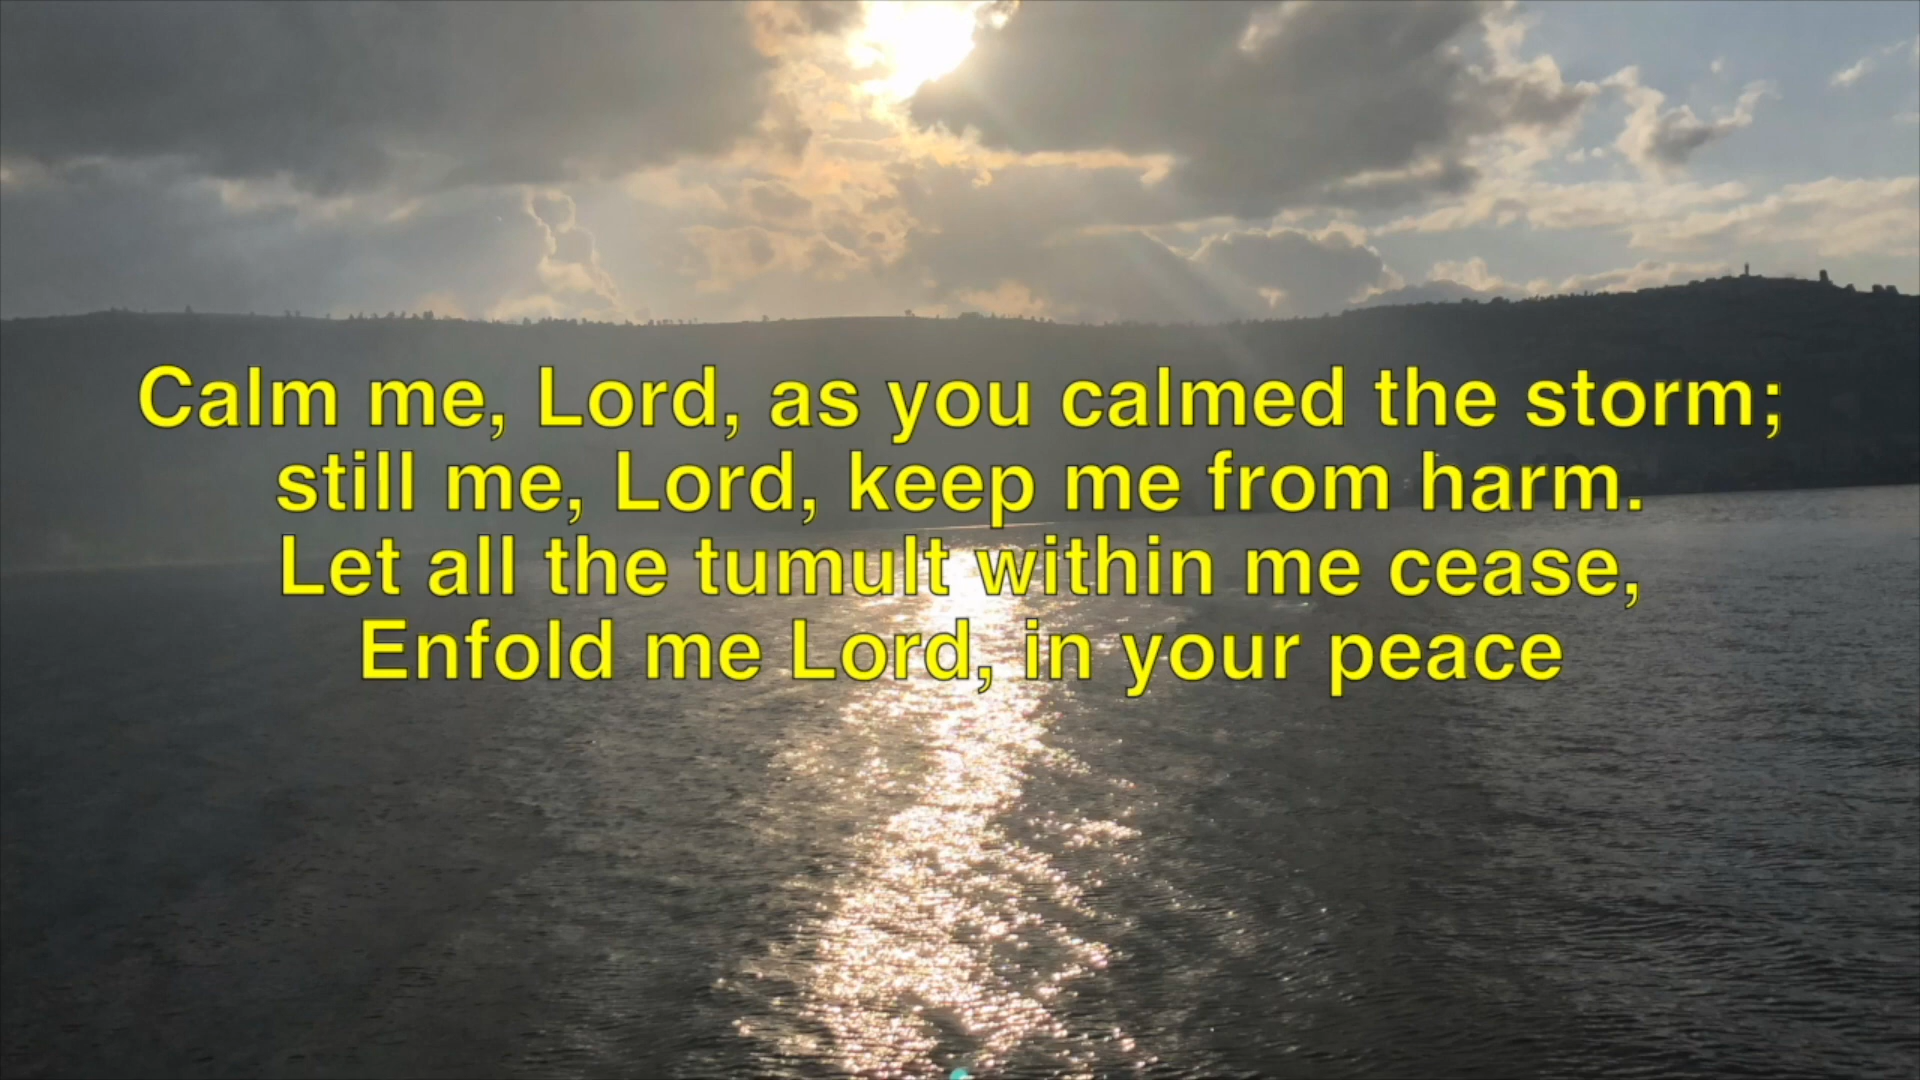 Calm me, Lord, as you calmed the storm;
still me, Lord, keep me from harm.
Let all the tumult within me cease,
Enfold me Lord, in your peace